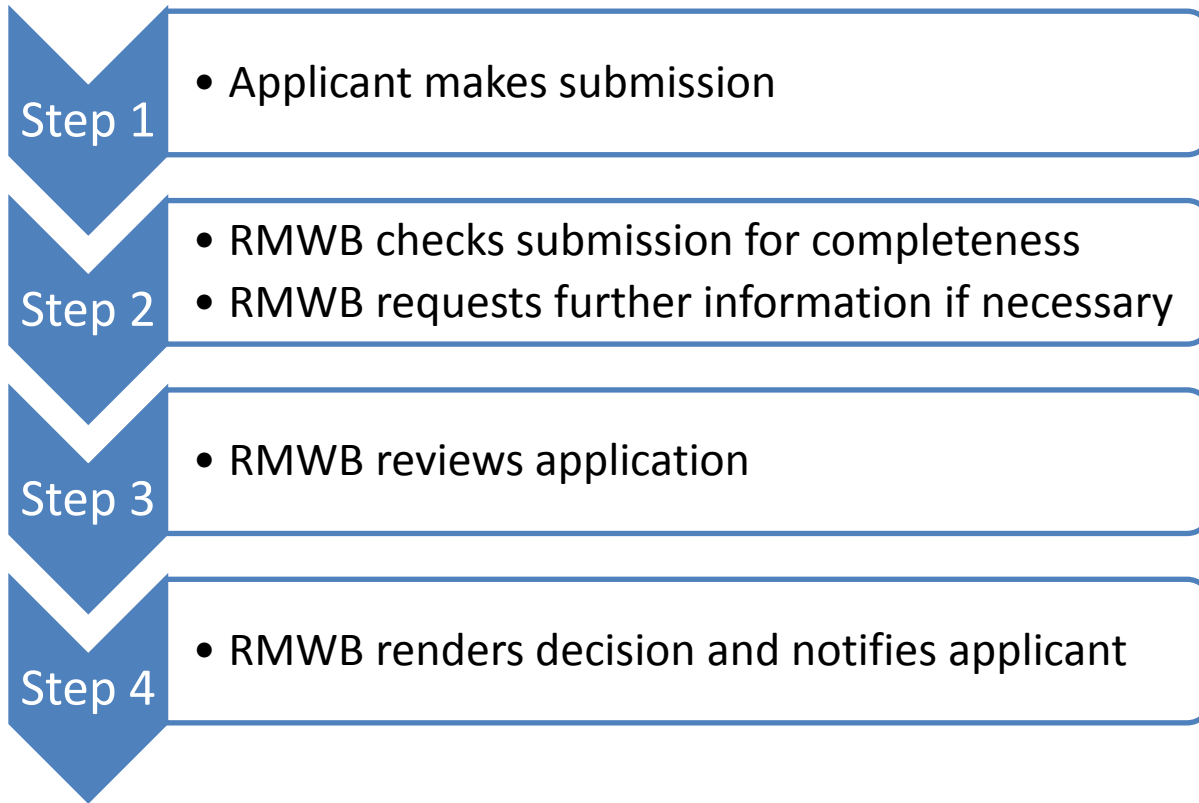 Step 1
• Applicant makes submission
Step 2
• RMWB checks submission for completeness
• RMWB requests further information if necessary
Step 3
• RMWB reviews application
Step 4
• RMWB renders decision and notifies applicant